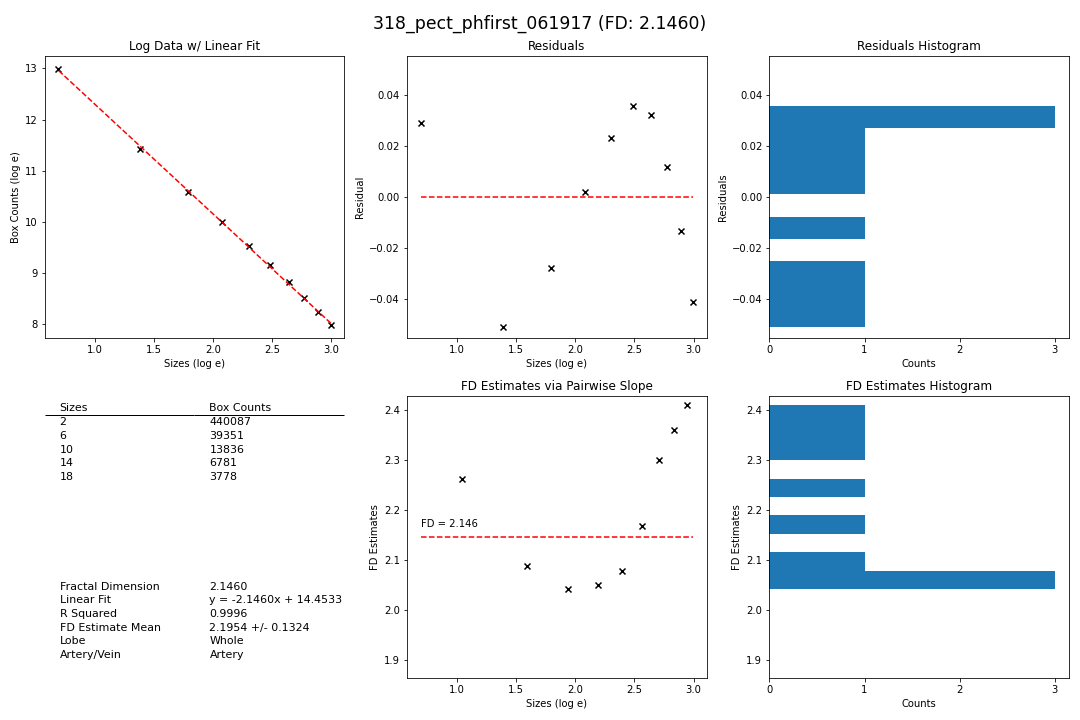 318_pect_phfirst_061917 (FD: 2.1460)
Log Data w/ Linear Fit
Residuals
Residuals Histogram
Box Counts (log e)
13
12
11
10
9
8
1.0 1.5 2.0 2.5 3.0
Sizes (log e)
Residual
0.04
0.02
0.00
−0.02
−0.04
1.0 1.5 2.0 2.5 3.0
Sizes (log e)
Residuals
0.04
0.02
0.00
−0.02
−0.04
0 1 2 3
Counts
Sizes Box Counts
2 440087
6 39351
10 13836
14 6781
18 3778
Fractal Dimension 2.1460
Linear Fit y = -2.1460x + 14.4533
R Squared 0.9996
FD Estimate Mean 2.1954 +/- 0.1324
Lobe Whole
Artery/Vein Artery
FD Estimates via Pairwise Slope
FD Estimates
2.4
2.3
2.2
2.1
2.0
1.9
FD = 2.146
1.0 1.5 2.0 2.5 3.0
Sizes (log e)
FD Estimates Histogram
FD Estimates
2.4
2.3
2.2
2.1
2.0
1.9
0 1 2 3
Counts